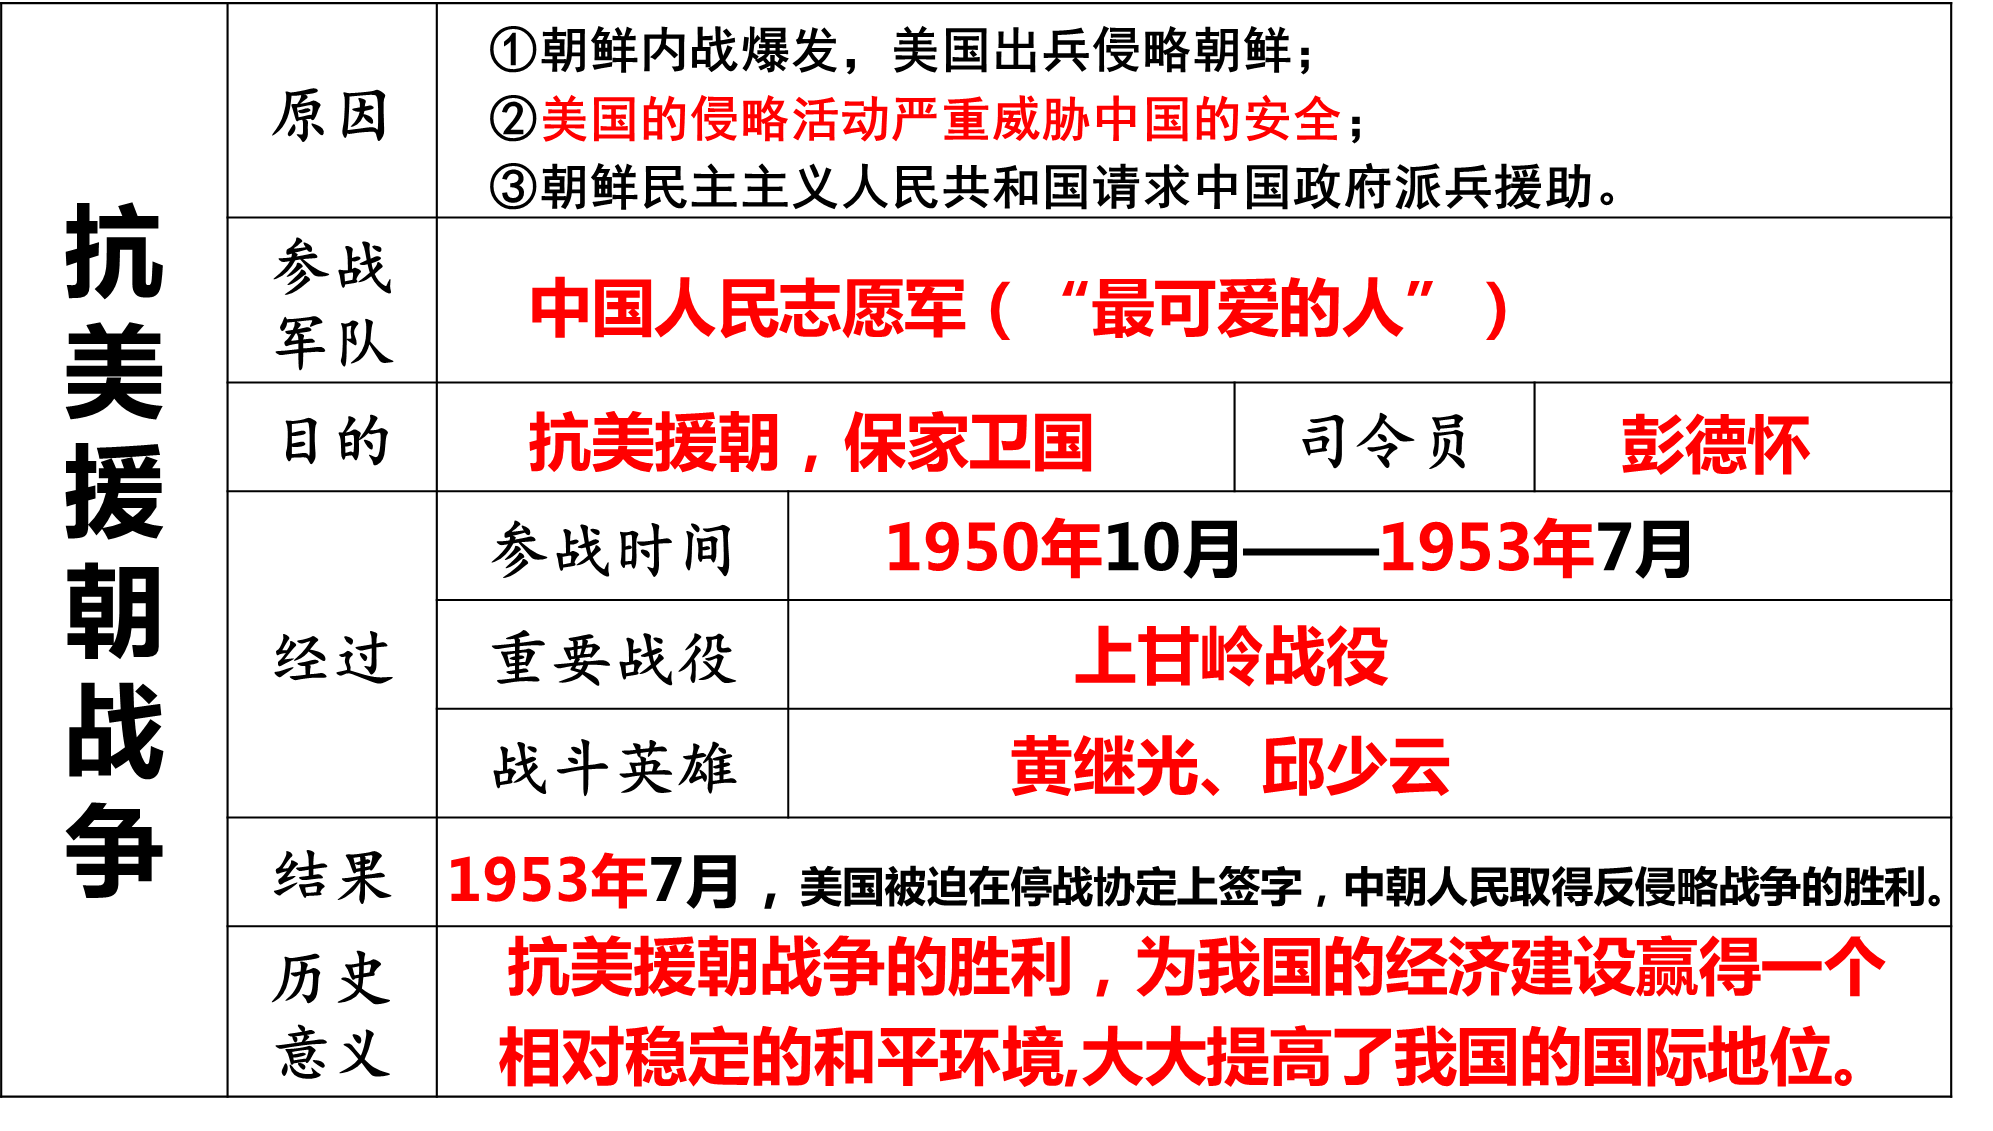 抗美援朝战争
原因
①朝鲜内战爆发，美国出兵侵略朝鲜；
②美国的侵略活动严重威胁中国的安全；
③朝鲜民主主义人民共和国请求中国政府派兵援助。
参战
军队
中国人民志愿军（“最可爱的人”）
目的
抗美援朝，保家卫国
司令员
彭德怀
经过
参战时间
1950年10月——1953年7月
重要战役
上甘岭战役
战斗英雄
黄继光、邱少云
结果
1953年7月，美国被迫在停战协定上签字，中朝人民取得反侵略战争的胜利。
历史
意义
抗美援朝战争的胜利，为我国的经济建设赢得一个
相对稳定的和平环境,大大提高了我国的国际地位。